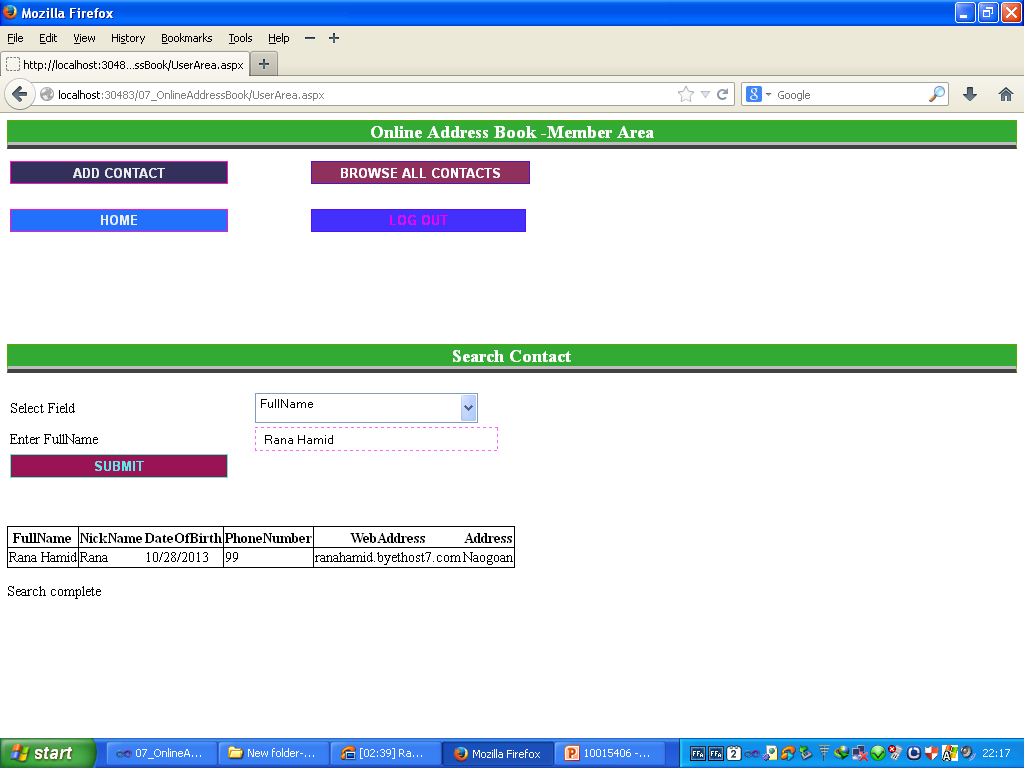 Mozilla Firefox
File Edit View History Bookmarks Tools Help
http://localhost:3048...ssBook/UserArea.aspx
localhost:30483/07_OnlineAddressBook/UserArea.aspx
8 Google
Online Address Book -Member Area
ADD CONTACT BROWSE ALL CONTACTS
HOME LOG OUT
Search Contact
Select Field FullName
Enter FullName Rana Hamid
SUBMIT
FullName NickName DateOfBirth PhoneNumber WebAddress Address
Rana Hamid Rana 10/28/2013 99 ranahamid.byethost7.com Naogoan
Search complete
start 07_OnlineA... New folder-... [02:39] Ra... Mozilla Firefox 10015406 -... 2 22:17